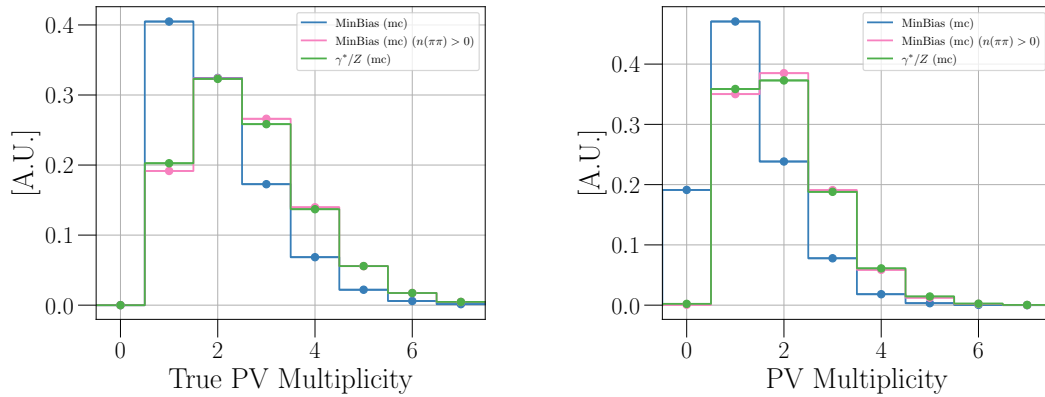 MinBias (mc)
MinBias (mc) (n(ππ) > 0)
γ*/Z (mc)
0.4
0.3
0.2
0.1
0.0
[A.U.]
0 2 4 6
True PV Multiplicity
MinBias (mc)
MinBias (mc) (n(ππ) > 0)
γ*/Z (mc)
0.4
0.3
0.2
0.1
0.0
[A.U.]
0 2 4 6
PV Multiplicity